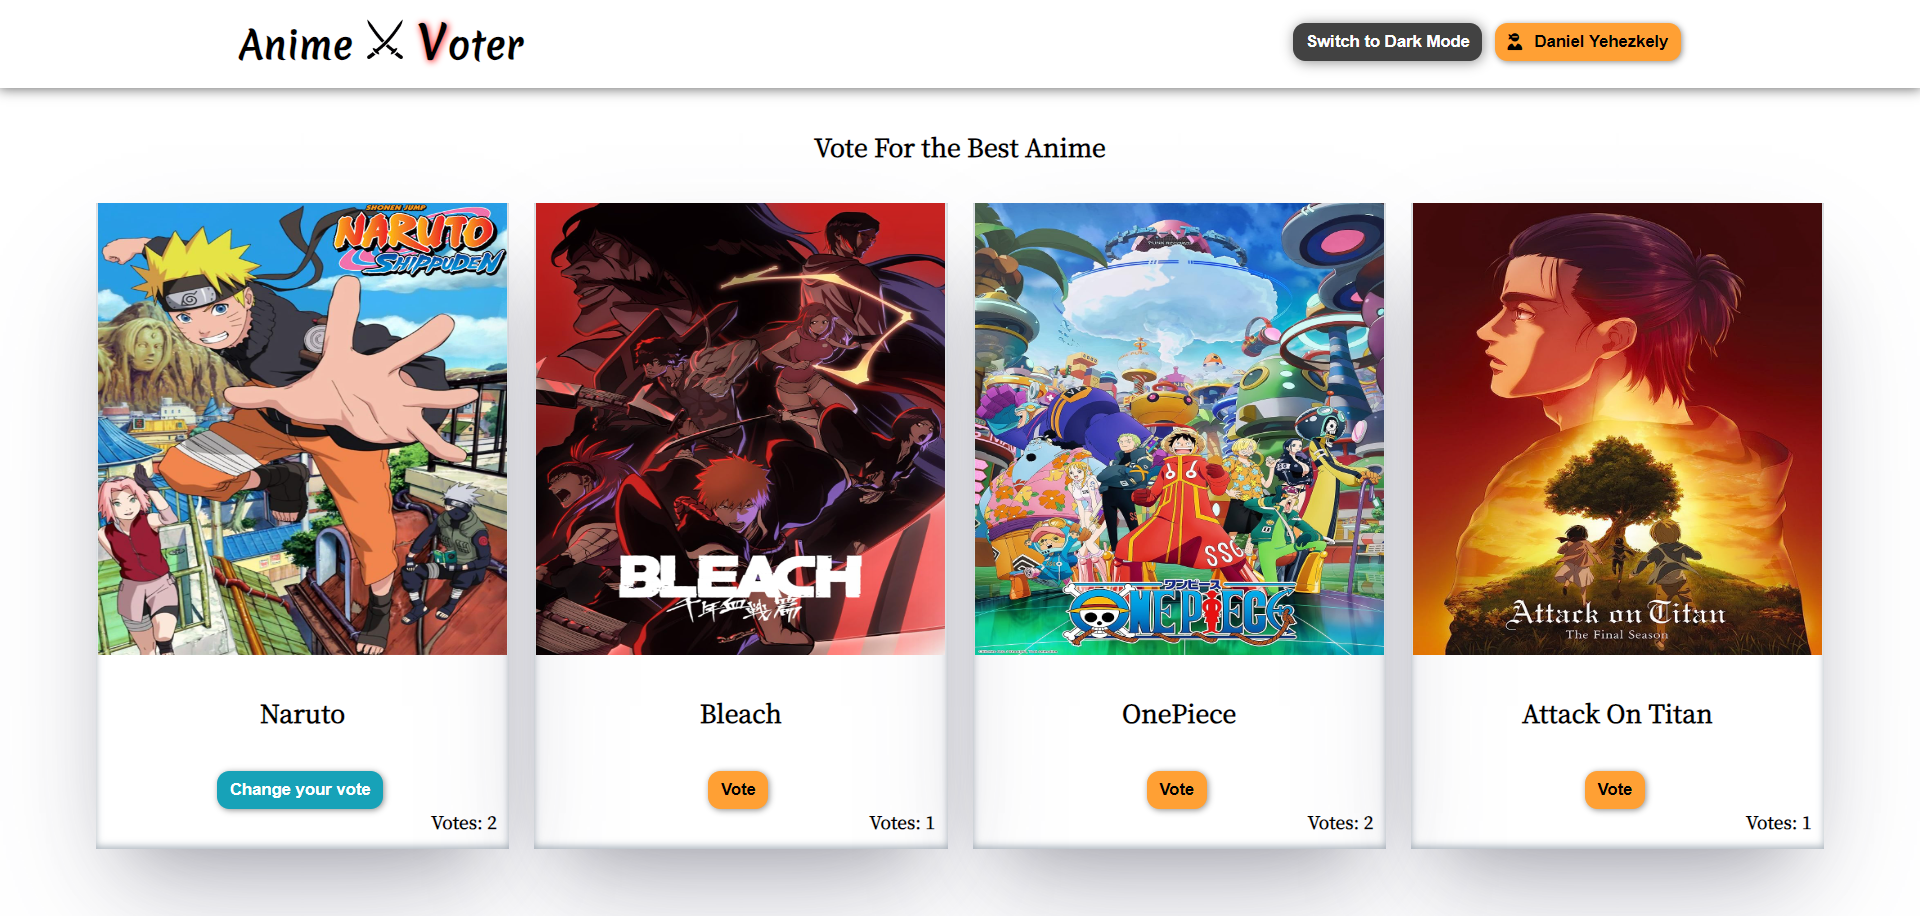 Anime Voter
Switch to Dark Mode
Daniel Yehezkely
Vote For the Best Anime
SHONEN JUMP
NARUTO
SHIPPUDEN
BLEACH
千年血戦篇
SSG
ワンピース
ONE PIECE
Attack on Titan
The Final Season
Naruto
Bleach
OnePiece
Attack On Titan
Change your vote
Vote
Vote
Vote
Votes: 2
Votes: 1
Votes: 2
Votes: 1